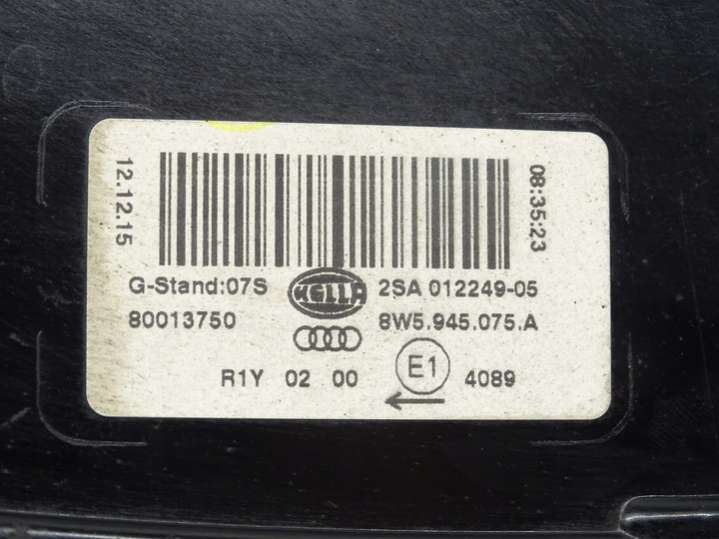 12.12.15
08:35:23
G-Stand:07S HELLA 2SA 012249-05
80013750 8W5.945.075.A
R1Y 02 00 E1 4089